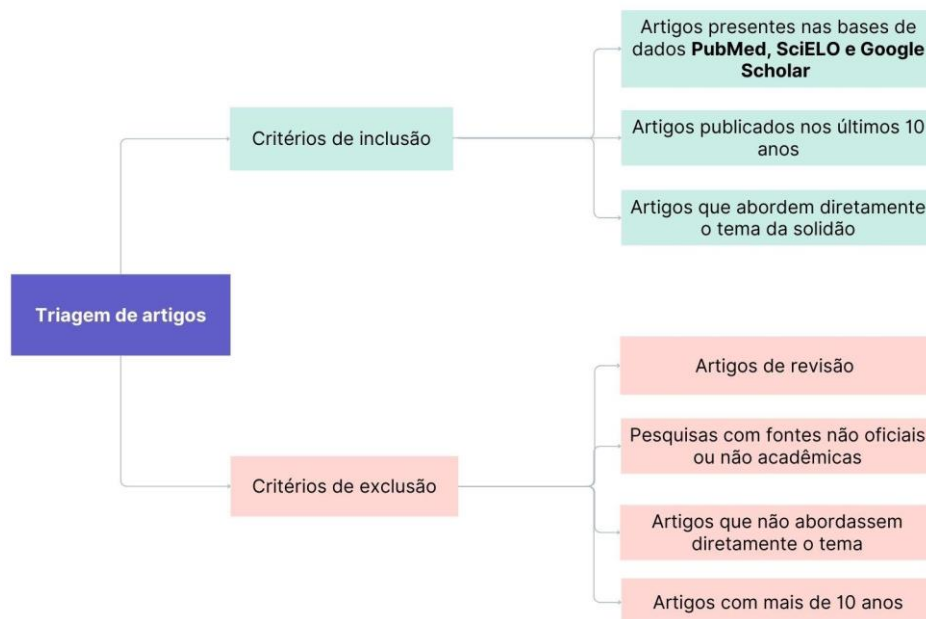 Triagem de artigos
Critérios de inclusão
Artigos presentes nas bases de
dados PubMed, SciELO e Google
Scholar
Artigos publicados nos últimos 10
anos
Artigos que abordem diretamente
o tema da solidão
Critérios de exclusão
Artigos de revisão
Pesquisas com fontes não oficiais
ou não acadêmicas
Artigos que não abordassem
diretamente o tema
Artigos com mais de 10 anos